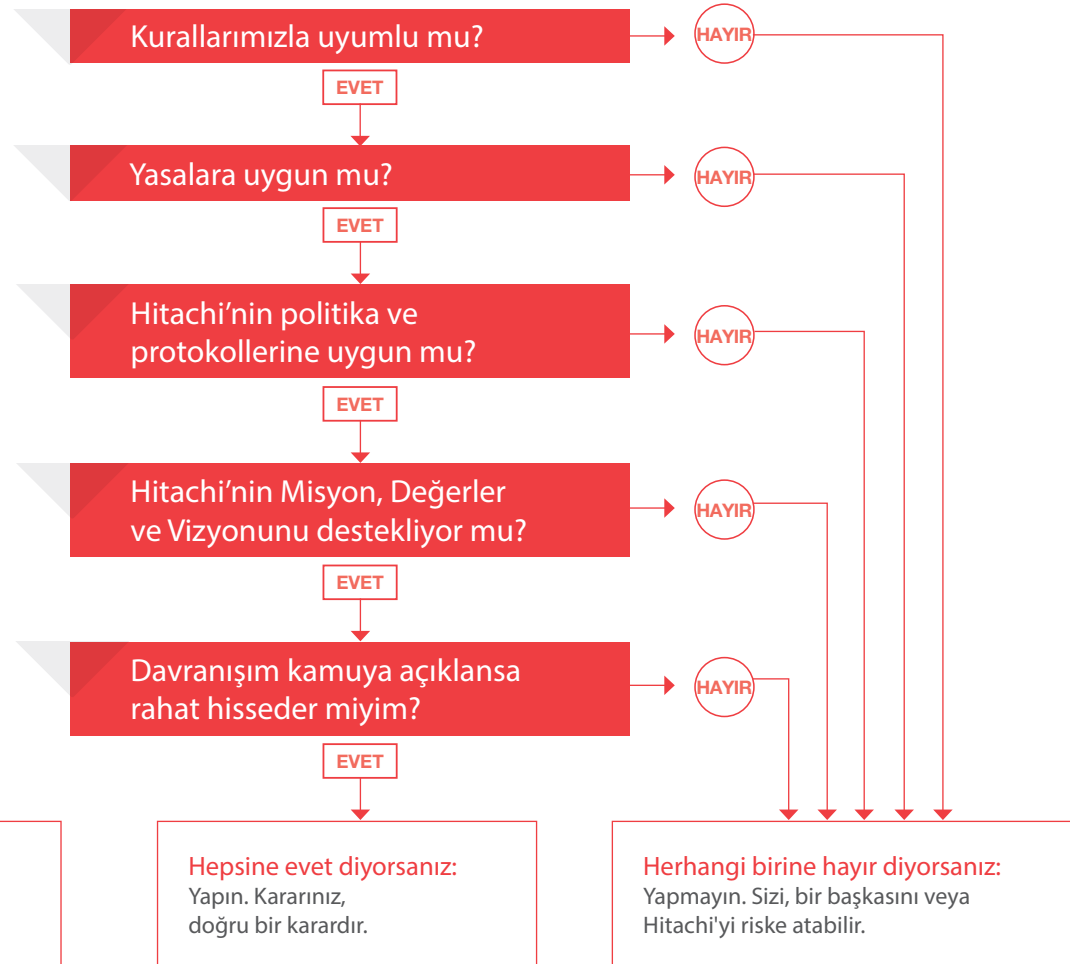 Kurallarımızla uyumlu mu?
HAYIR
EVET
Yasalara uygun mu?
HAYIR
EVET
Hitachi’nin politika ve
protokollerine uygun mu?
HAYIR
EVET
Hitachi’nin Misyon, Değerler
ve Vizyonunu destekliyor mu?
HAYIR
EVET
Davranışım kamuya açıklansa
rahat hisseder miyim?
HAYIR
EVET
Hepsine evet diyorsanız:
Yapın. Kararınız,
doğru bir karardır.
Herhangi birine hayır diyorsanız:
Yapmayın. Sizi, bir başkasını veya
Hitachi'yi riske atabilir.